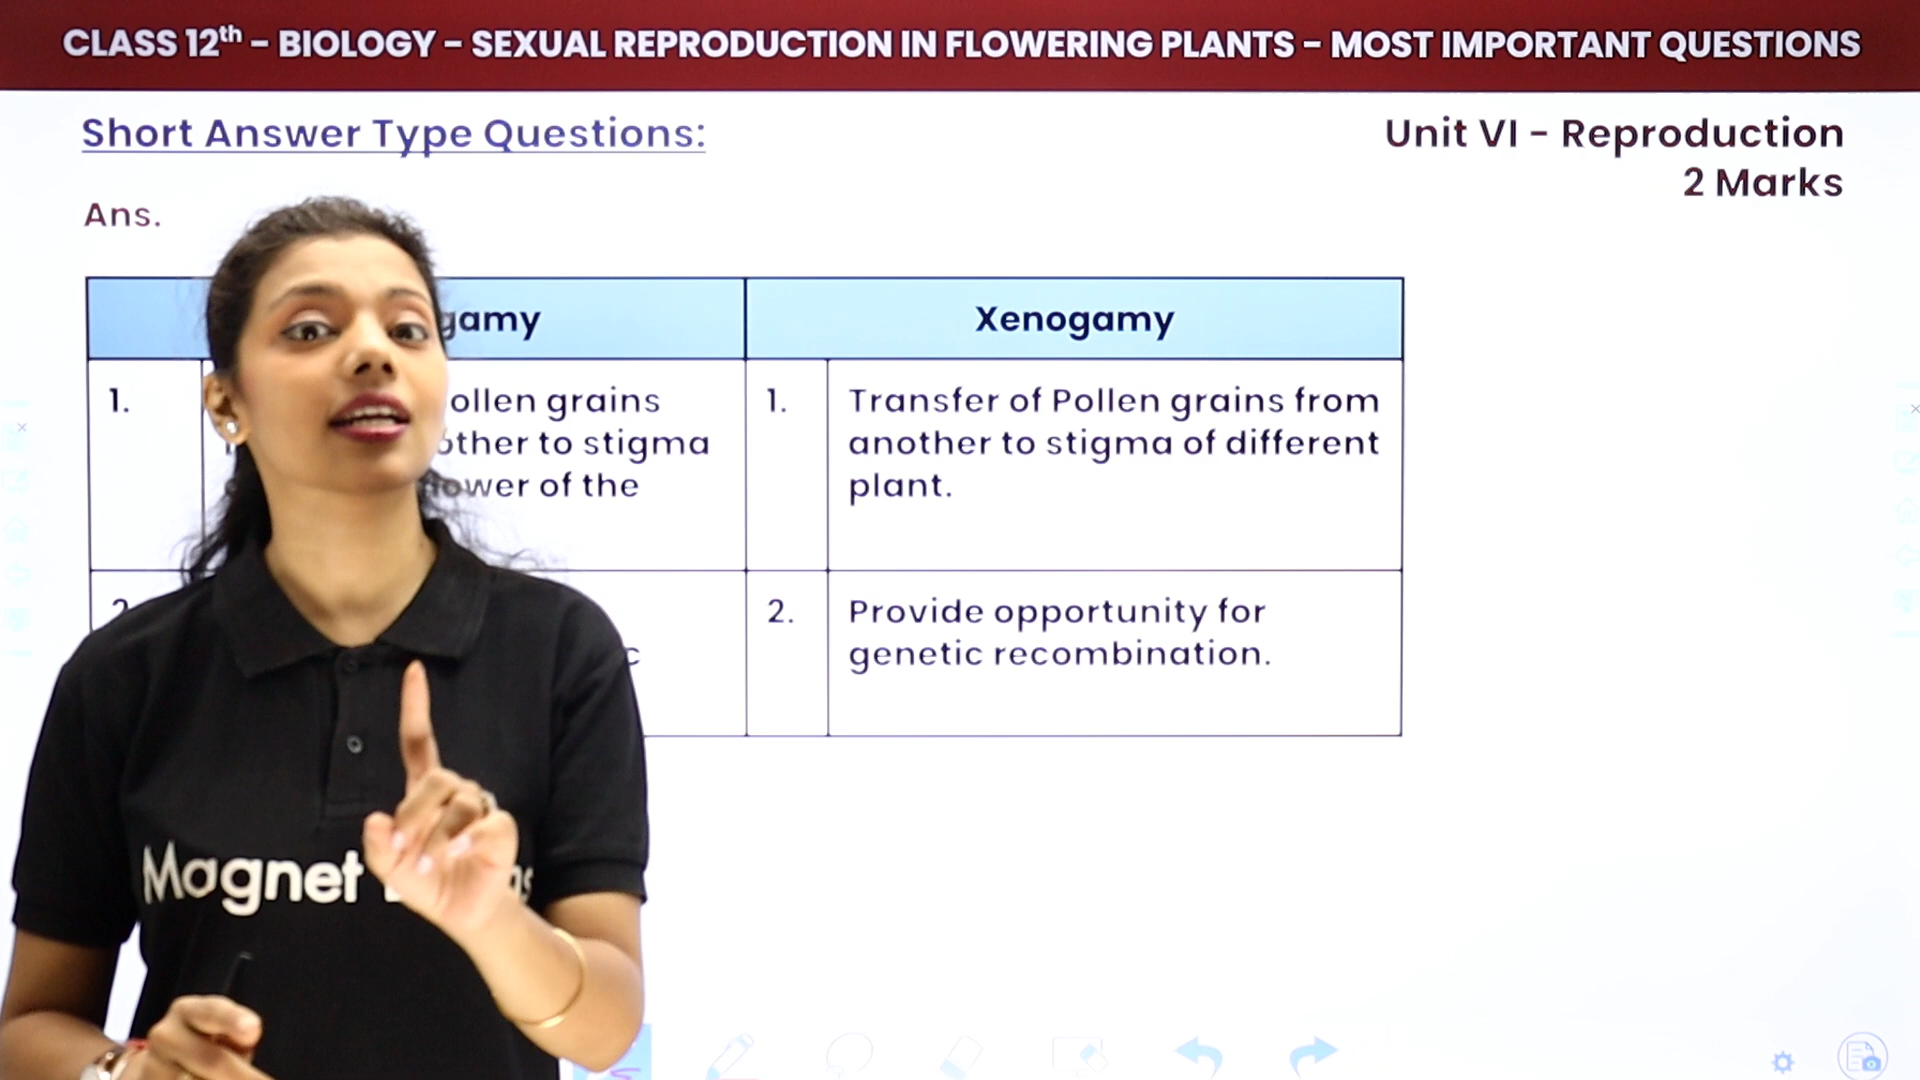 CLASS 12th – BIOLOGY – SEXUAL REPRODUCTION IN FLOWERING PLANTS – MOST IMPORTANT QUESTIONS
Short Answer Type Questions:
Unit VI – Reproduction
2 Marks
Ans.
gamy
Xenogamy
1.
ollen grains
other to stigma
ower of the
1.
Transfer of Pollen grains from
another to stigma of different
plant.
2.
c
2.
Provide opportunity for
genetic recombination.
Magnet